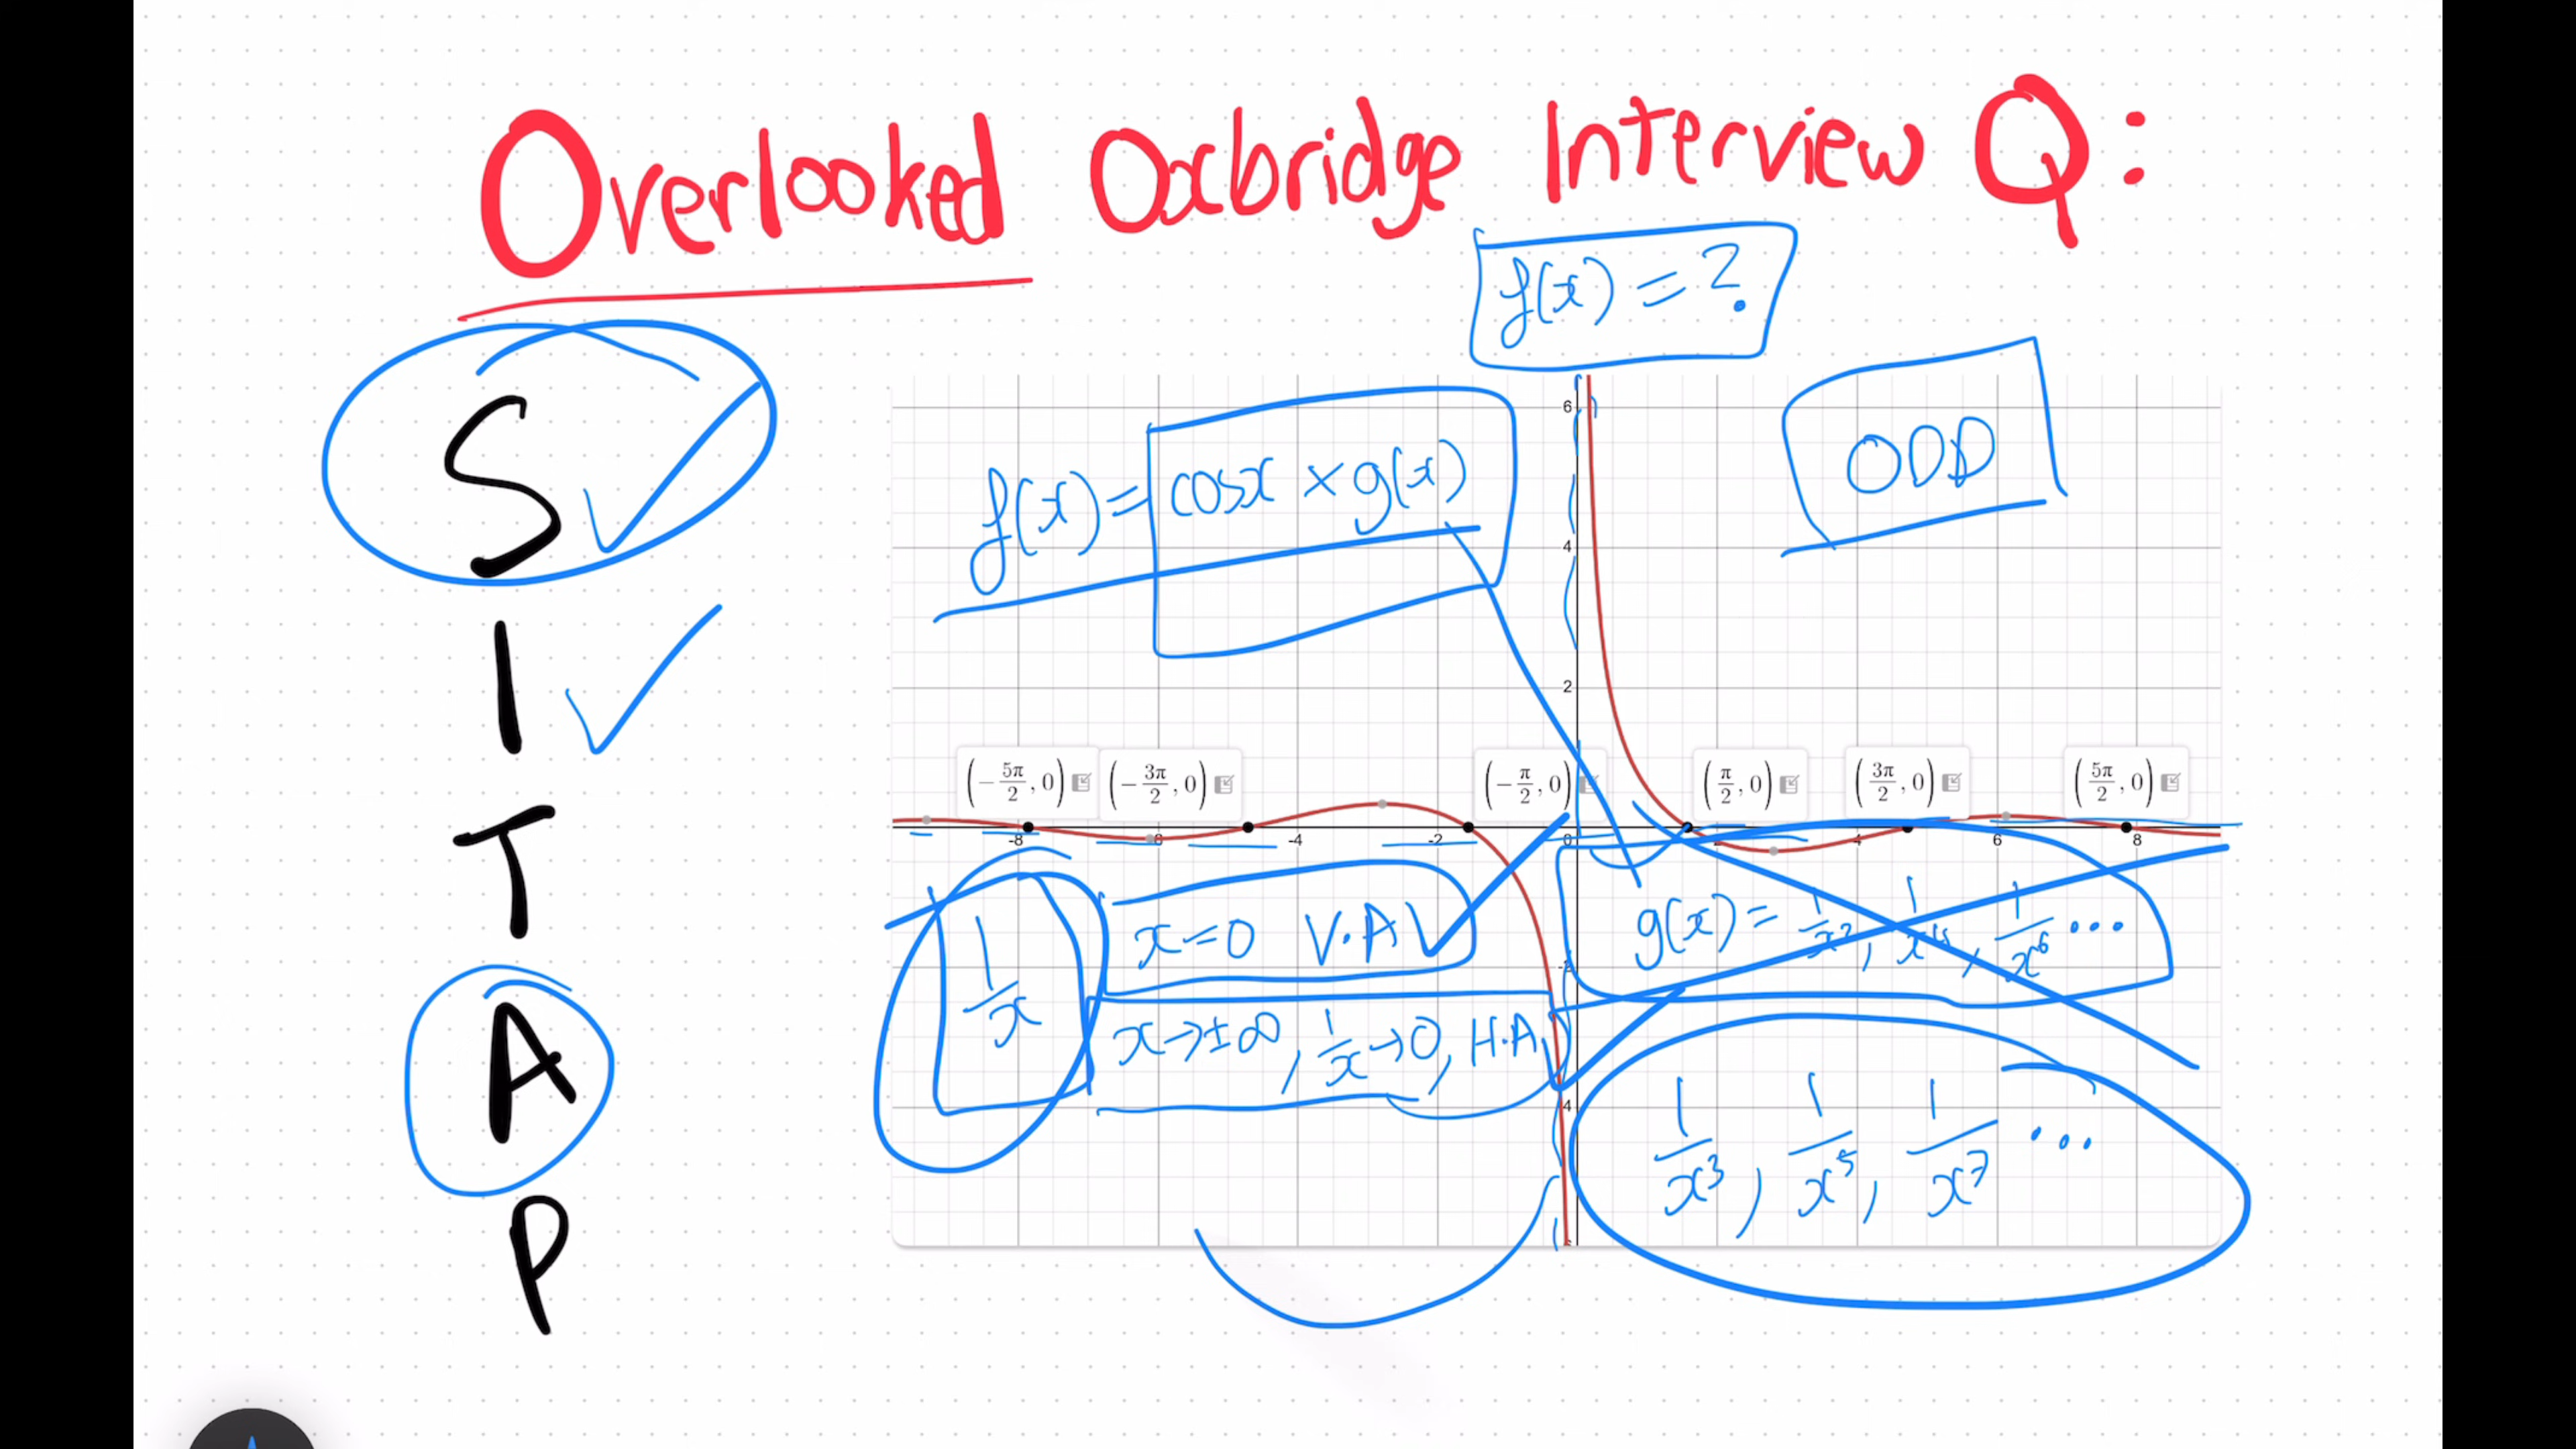 Overlooked Oxbridge Interview Q:
f(x) = ?
S
I
T
A
P
ODD
f(x) = cosx × g(x)
6
4
2
(-5π/2, 0) (-3π/2, 0) (-π/2, 0) (π/2, 0) (3π/2, 0) (5π/2, 0)
-8 -6 -4 -2 0 4 6 8
1/x
x=0 V.A
x→±∞, 1/x→0, H.A.
g(x) = 1/x², 1/x⁴, 1/x⁶ ...
1/x³, 1/x⁵, 1/x⁷ ...